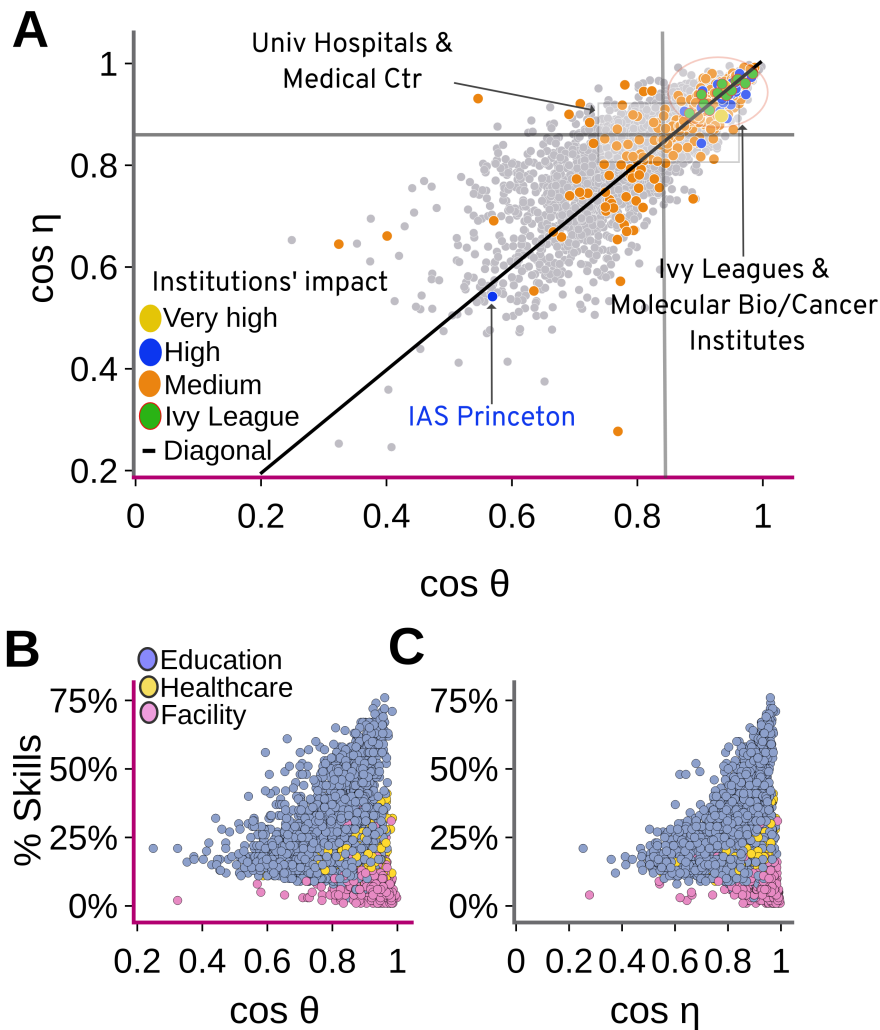 A
Univ Hospitals &
Medical Ctr
1
0.8
0.6
0.4
0.2
cos η
Institutions' impact
Very high
High
Medium
Ivy League
Diagonal
Ivy Leagues &
Molecular Bio/Cancer
Institutes
IAS Princeton
0 0.2 0.4 0.6 0.8 1
cos θ
B
Education
Healthcare
Facility
75%
50%
25%
0%
% Skills
0.2 0.4 0.6 0.8 1
cos θ
C
75%
50%
25%
0%
0 0.2 0.4 0.6 0.8 1
cos η